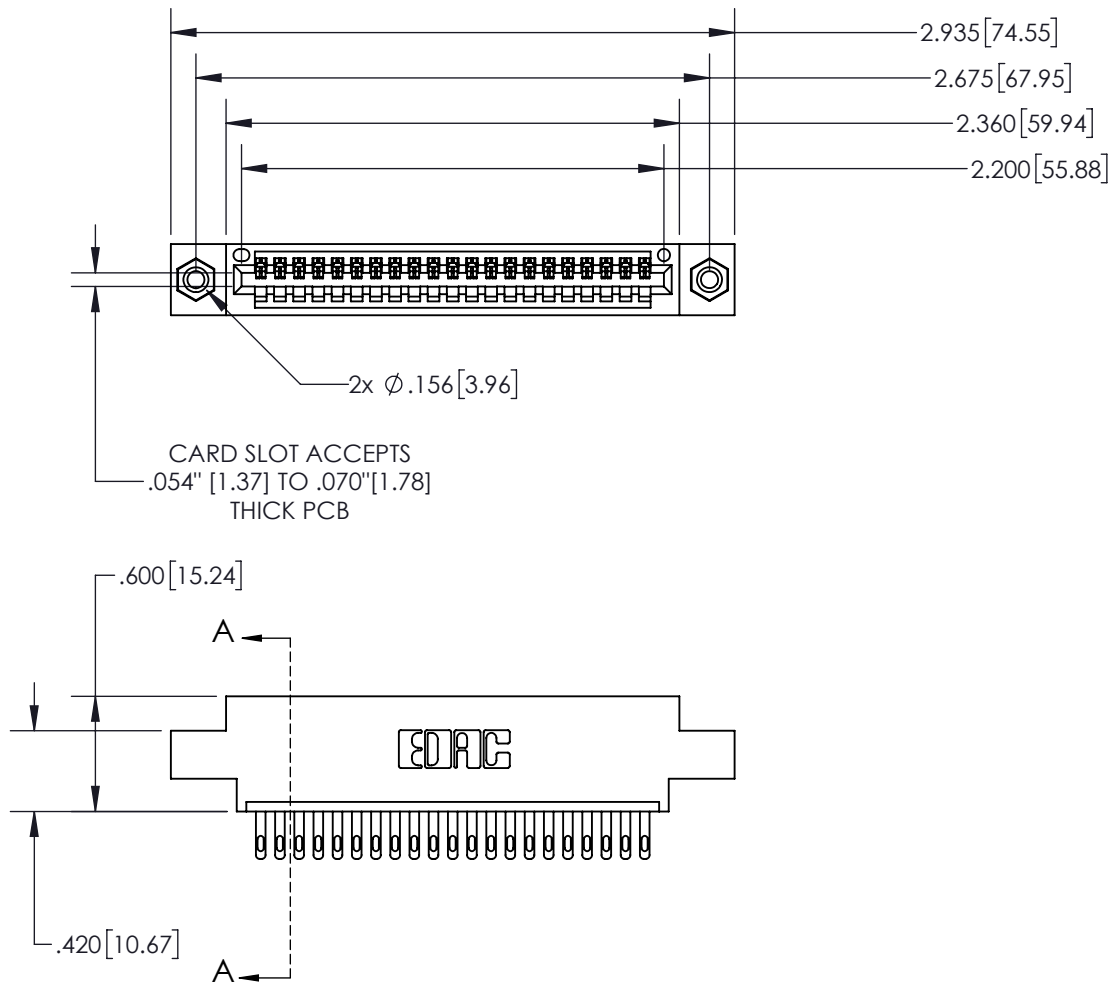 2.935[74.55]
2.675[67.95]
2.360[59.94]
2.200[55.88]
2x Ø.156[3.96]
CARD SLOT ACCEPTS
.054" [1.37] TO .070"[1.78]
THICK PCB
.600[15.24]
A
EDAC
.420[10.67]
A